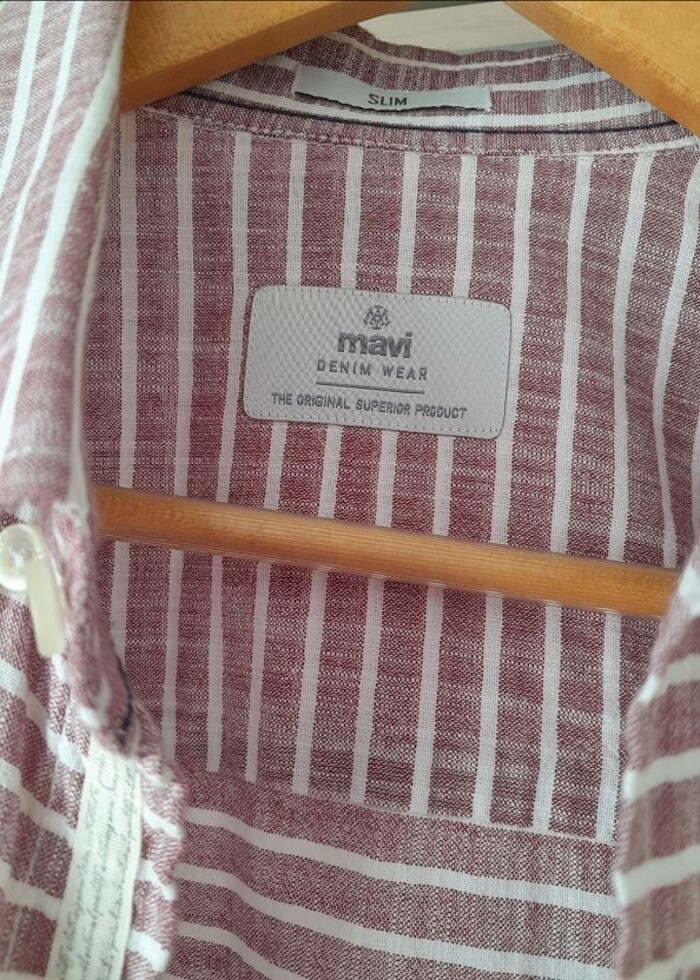 SLIM
mavi
DENIM WEAR
THE ORIGINAL SUPERIOR PRODUCT